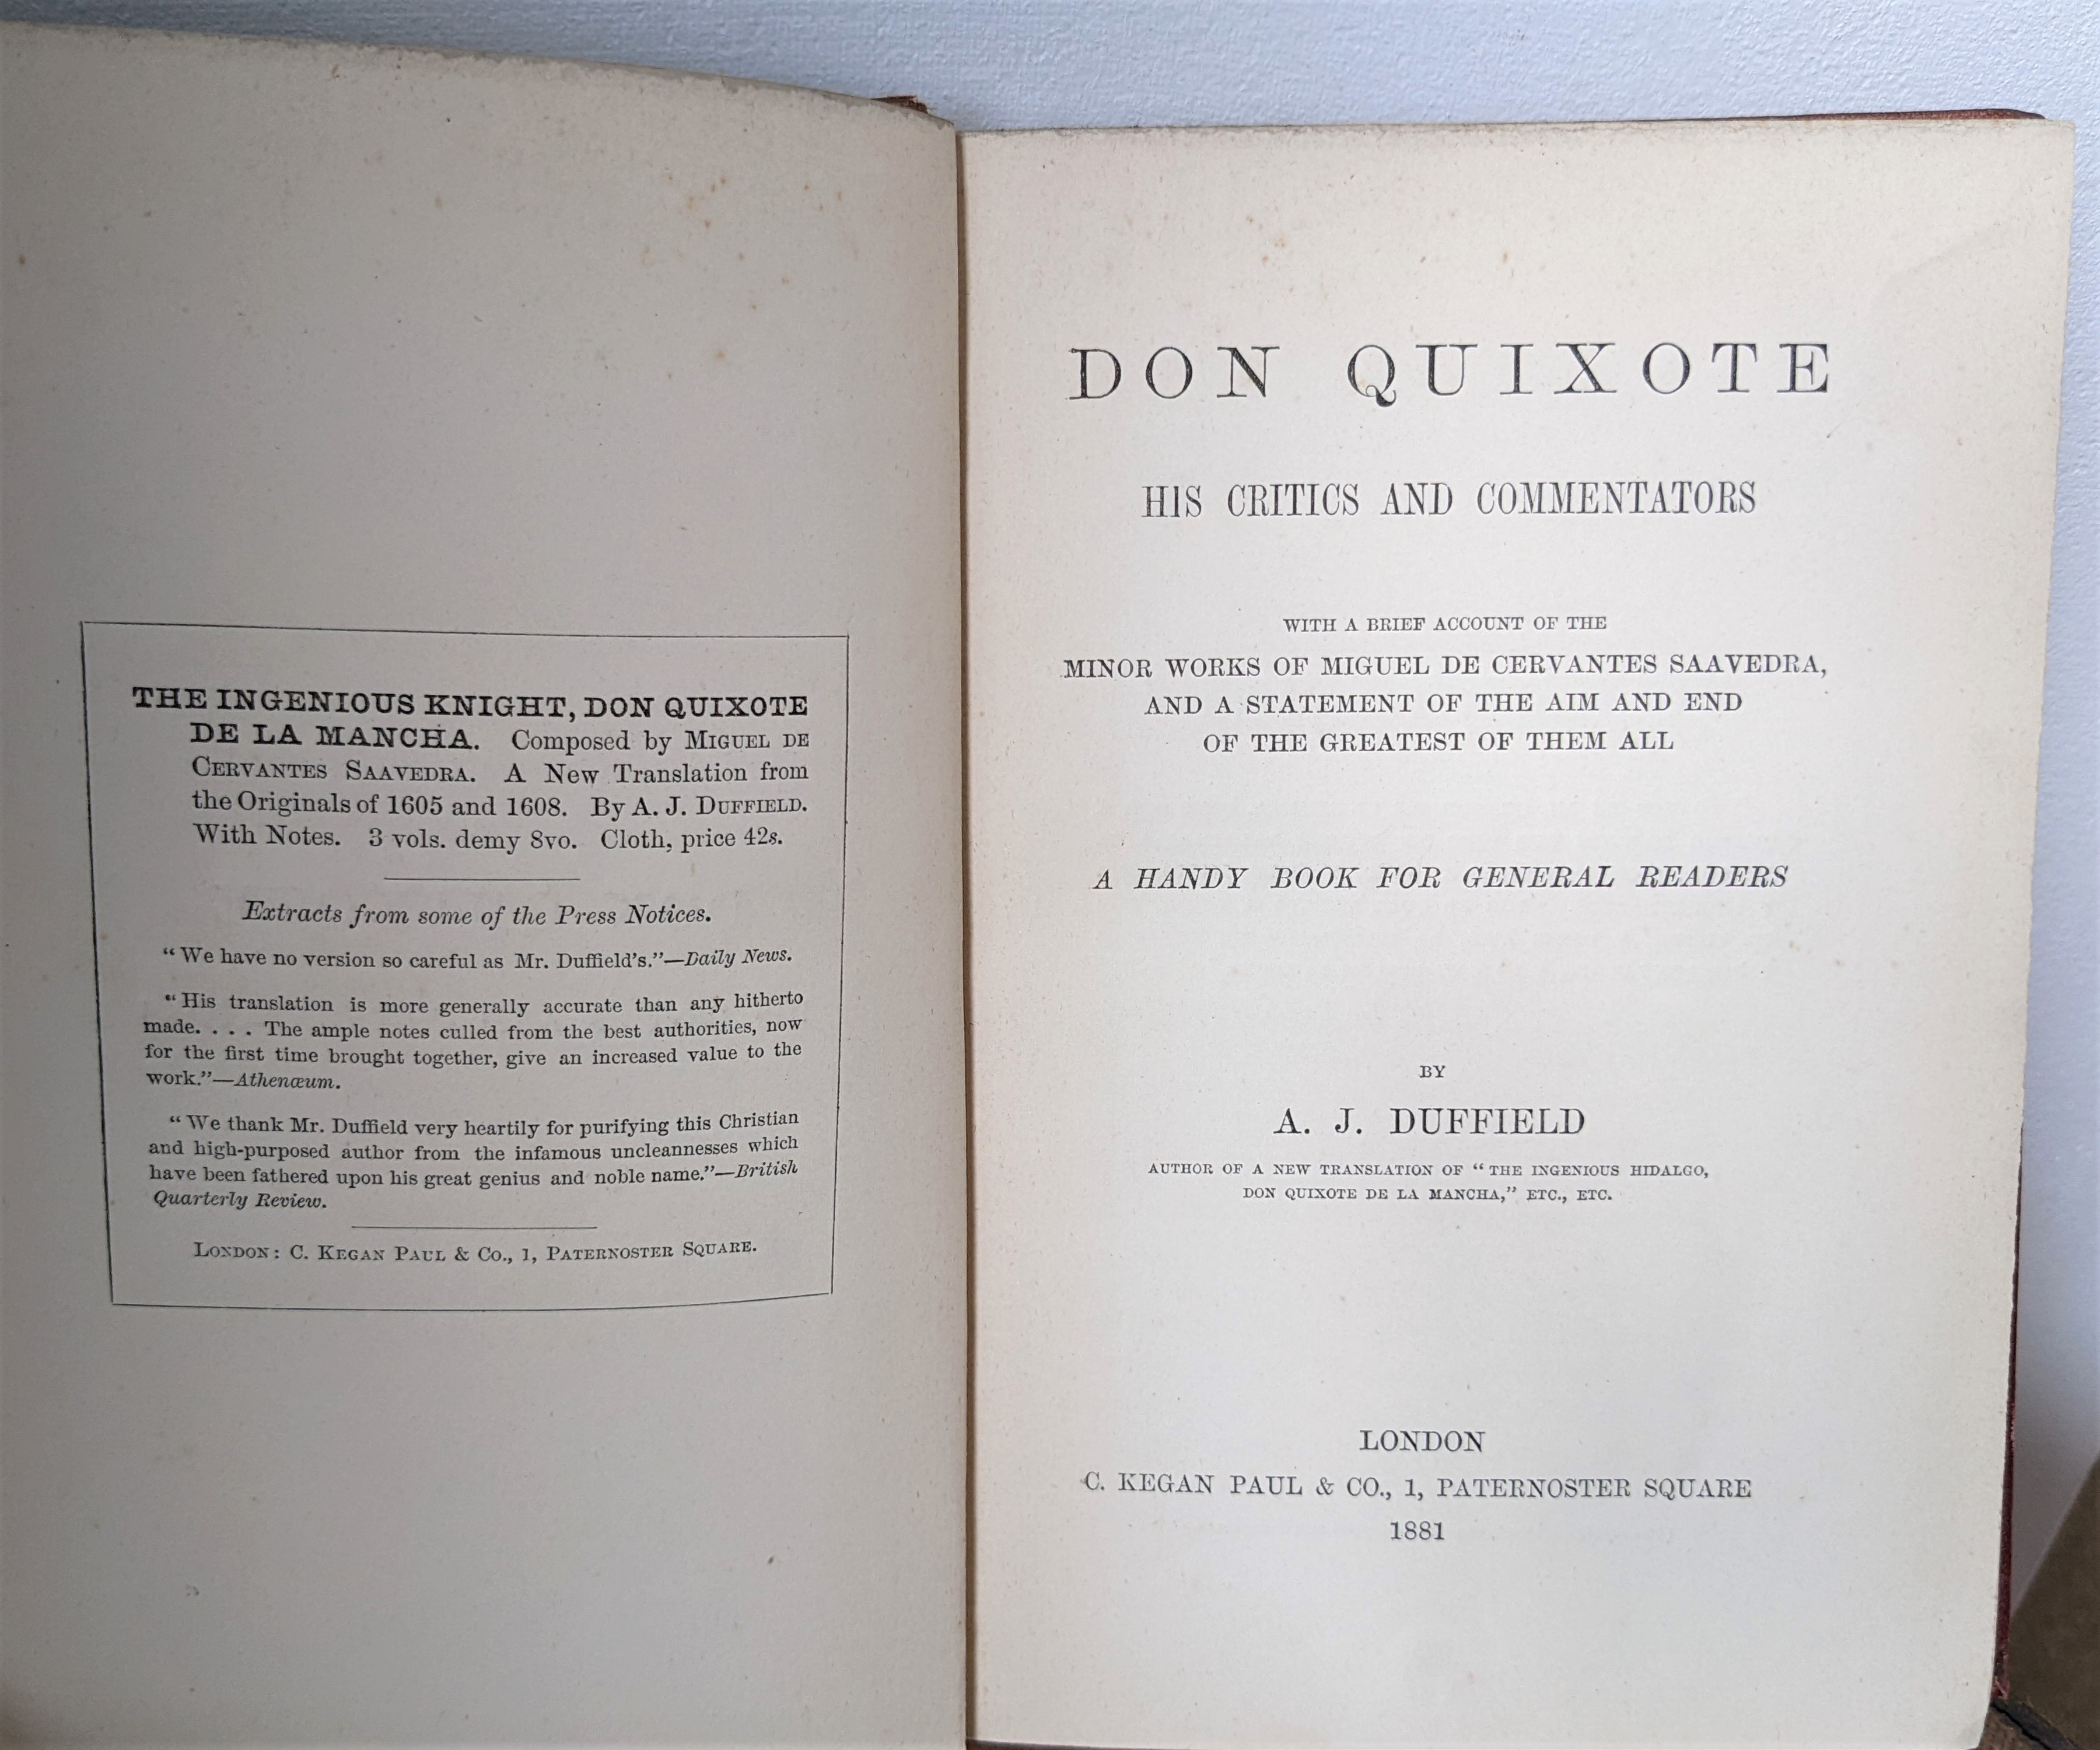 THE INGENIOUS KNIGHT, DON QUIXOTE
DE LA MANCHA. Composed by MIGUEL DE
CERVANTES SAAVEDRA. A New Translation from
the Originals of 1605 and 1608. By A. J. DUFFIELD.
With Notes. 3 vols. demy 8vo. Cloth, price 42s.
Extracts from some of the Press Notices.
“We have no version so careful as Mr. Duffield's.”—Daily News.
“His translation is more generally accurate than any hitherto
made. . . . The ample notes culled from the best authorities, now
for the first time brought together, give an increased value to the
work.”—Athenæum.
“We thank Mr. Duffield very heartily for purifying this Christian
and high-purposed author from the infamous uncleannesses which
have been fathered upon his great genius and noble name.”—British
Quarterly Review.
LONDON: C. KEGAN PAUL & CO., 1, PATERNOSTER SQUARE.
DON QUIXOTE
HIS CRITICS AND COMMENTATORS
WITH A BRIEF ACCOUNT OF THE
MINOR WORKS OF MIGUEL DE CERVANTES SAAVEDRA,
AND A STATEMENT OF THE AIM AND END
OF THE GREATEST OF THEM ALL
A HANDY BOOK FOR GENERAL READERS
BY
A. J. DUFFIELD
AUTHOR OF A NEW TRANSLATION OF “THE INGENIOUS HIDALGO,
DON QUIXOTE DE LA MANCHA,” ETC., ETC.
LONDON
C. KEGAN PAUL & CO., 1, PATERNOSTER SQUARE
1881